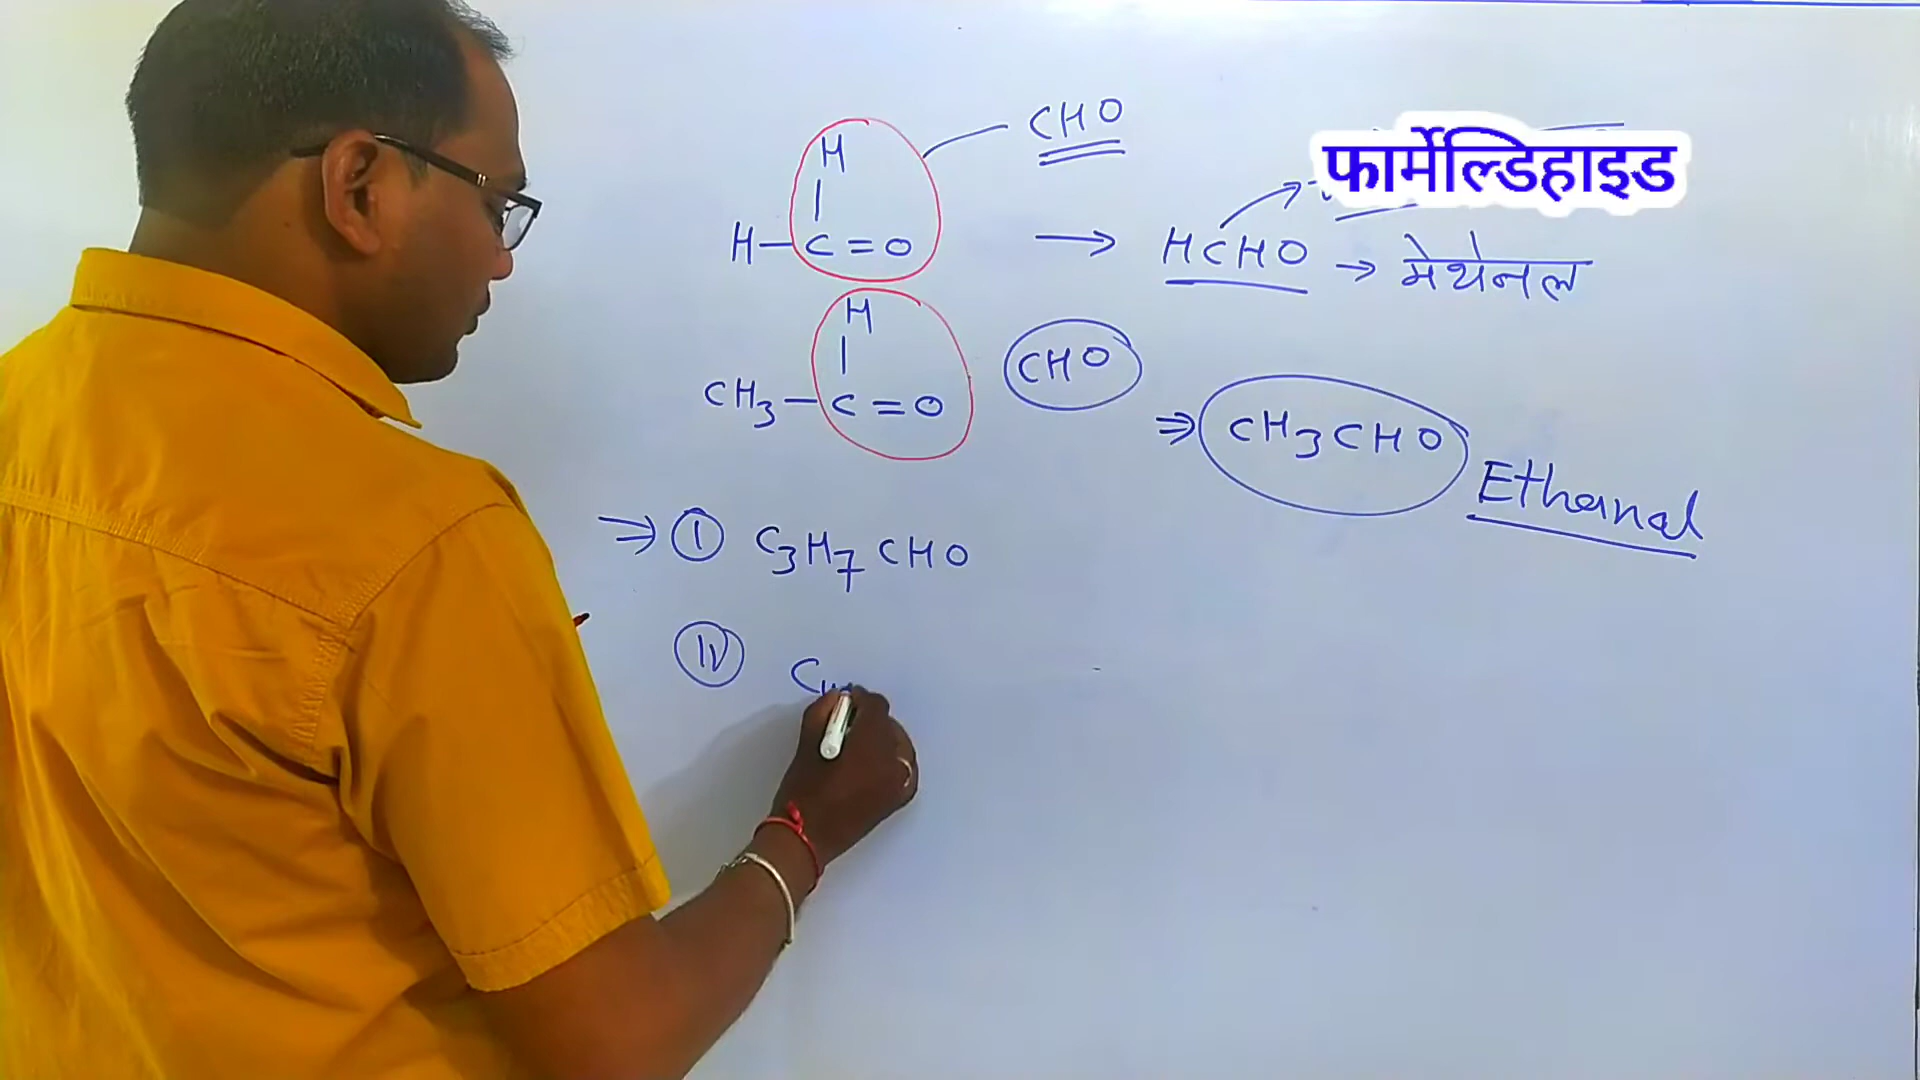 CHO
फार्मेल्डिहाइड
H
H-C=O → HCHO → मेथेनल
H
CHO
CH3-C=O
⇒ CH3CHO
Ethanal
⇒ I C3H7CHO
IV C